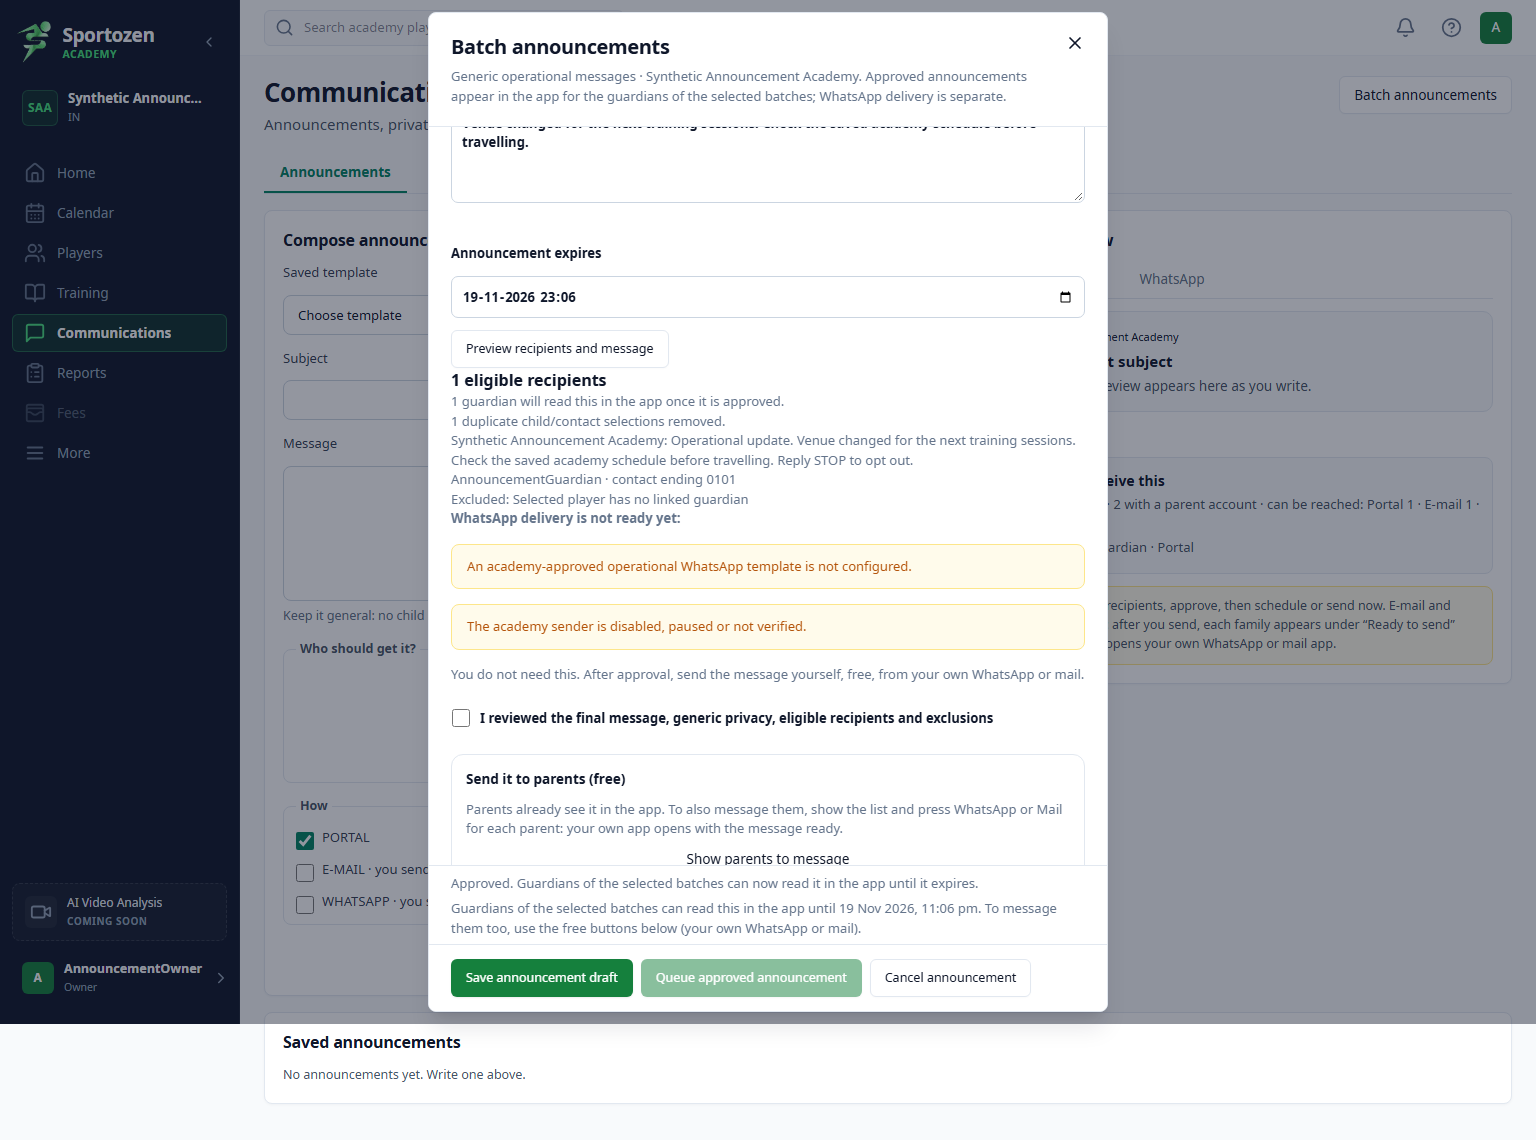 Sportozen
ACADEMY
SAA
Synthetic Announc...
IN
Home
Calendar
Players
Training
Communications
Reports
Fees
More
AI Video Analysis
COMING SOON
A
AnnouncementOwner
Owner
Search academy play
A
Communicati
Announcements, privat
Batch announcements
Announcements
Compose announc
Saved template
Choose template
Subject
Message
Keep it general: no child
Who should get it?
How
PORTAL
E-MAIL · you send
WHATSAPP · you s
WhatsApp
nent Academy
t subject
eview appears here as you write.
eive this
· 2 with a parent account · can be reached: Portal 1 · E-mail 1 ·
ardian · Portal
recipients, approve, then schedule or send now. E-mail and
after you send, each family appears under “Ready to send”
opens your own WhatsApp or mail app.
Batch announcements
Generic operational messages · Synthetic Announcement Academy. Approved announcements
appear in the app for the guardians of the selected batches; WhatsApp delivery is separate.
Venue changed for the next training sessions. Check the saved academy schedule before
travelling.
Announcement expires
19-11-2026 23:06
Preview recipients and message
1 eligible recipients
1 guardian will read this in the app once it is approved.
1 duplicate child/contact selections removed.
Synthetic Announcement Academy: Operational update. Venue changed for the next training sessions.
Check the saved academy schedule before travelling. Reply STOP to opt out.
AnnouncementGuardian · contact ending 0101
Excluded: Selected player has no linked guardian
WhatsApp delivery is not ready yet:
An academy-approved operational WhatsApp template is not configured.
The academy sender is disabled, paused or not verified.
You do not need this. After approval, send the message yourself, free, from your own WhatsApp or mail.
I reviewed the final message, generic privacy, eligible recipients and exclusions
Send it to parents (free)
Parents already see it in the app. To also message them, show the list and press WhatsApp or Mail
for each parent: your own app opens with the message ready.
Show parents to message
Approved. Guardians of the selected batches can now read it in the app until it expires.
Guardians of the selected batches can read this in the app until 19 Nov 2026, 11:06 pm. To message
them too, use the free buttons below (your own WhatsApp or mail).
Save announcement draft
Queue approved announcement
Cancel announcement
Saved announcements
No announcements yet. Write one above.